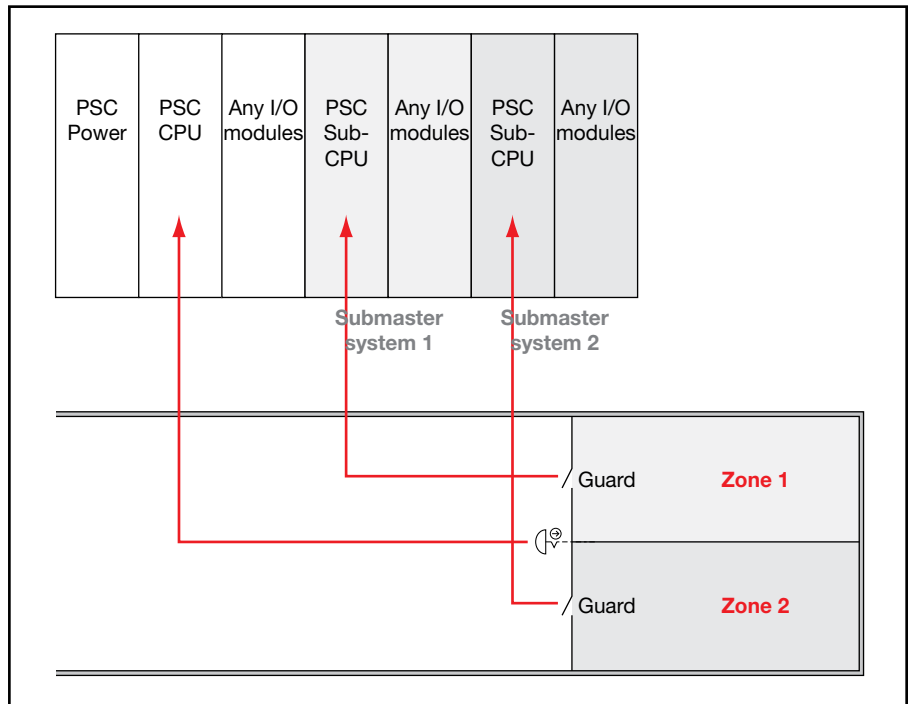 PSC
Power
PSC
CPU
Any I/O
modules
PSC
Sub-
CPU
Any I/O
modules
PSC
Sub-
CPU
Any I/O
modules
Submaster
system 1
Submaster
system 2
Guard
Zone 1
Guard
Zone 2